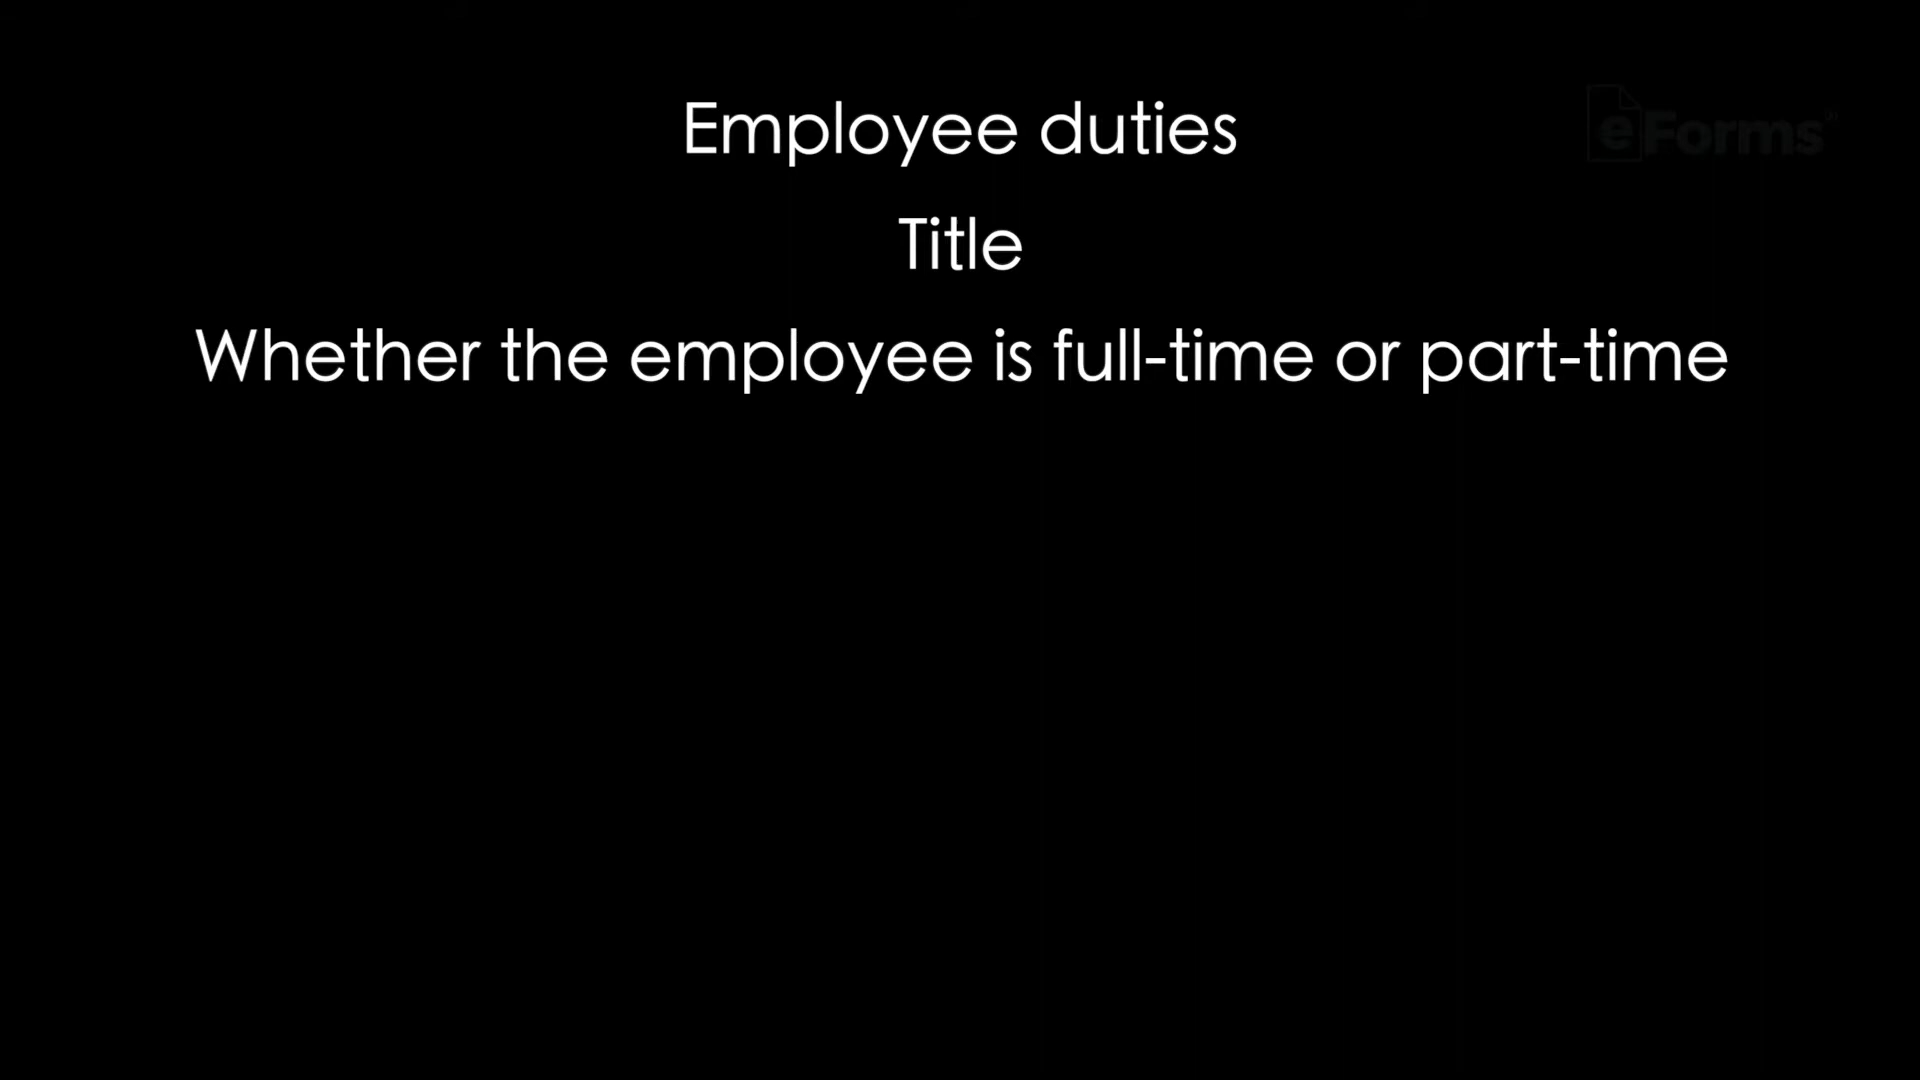 Employee duties
eForms
Title
Whether the employee is full-time or part-time